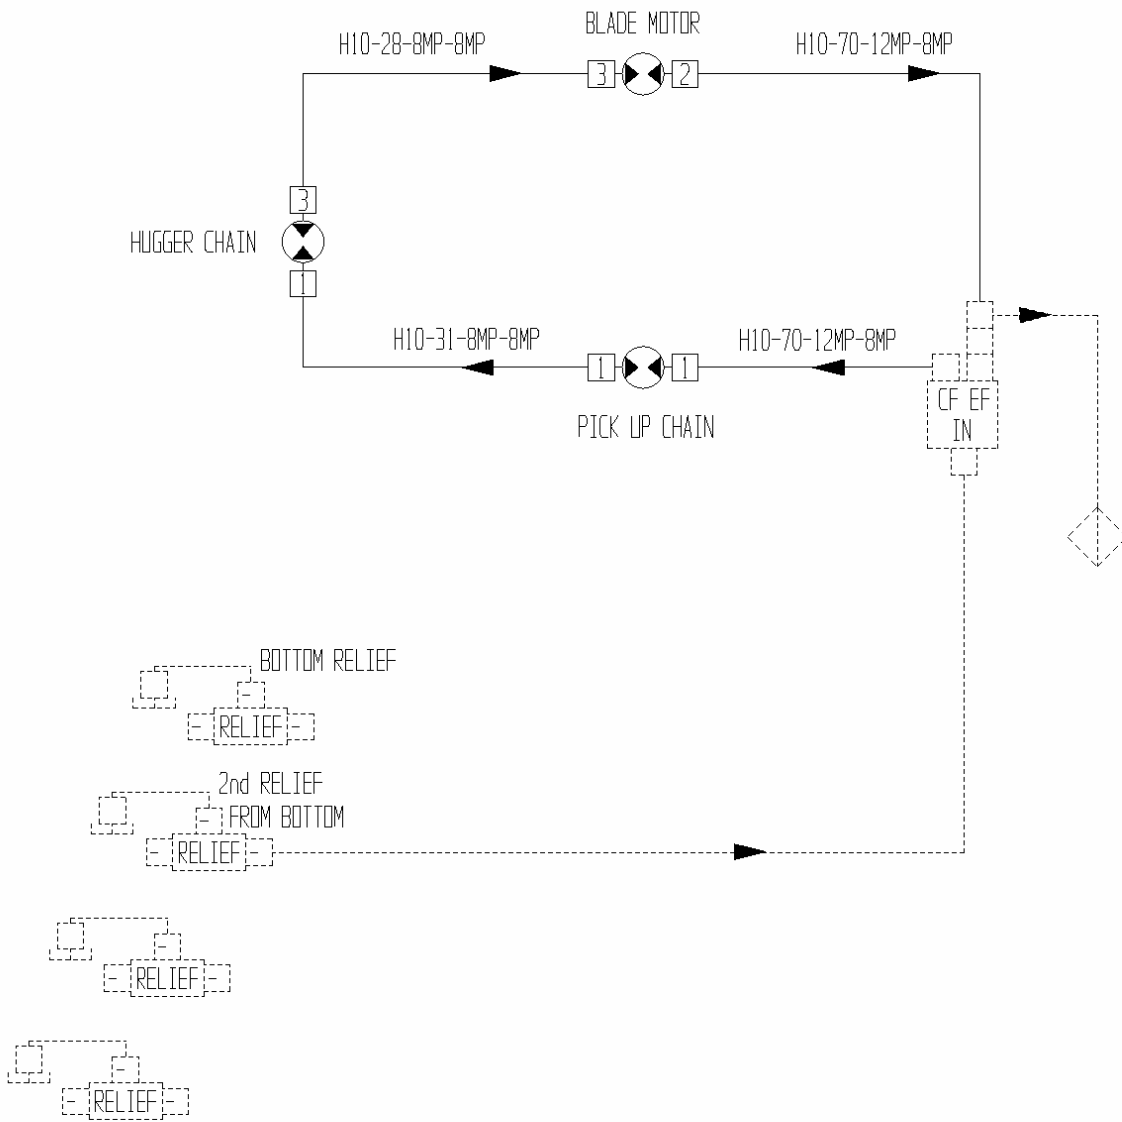 BLADE MOTOR
H10-28-8MP-8MP
H10-70-12MP-8MP
3
2
3
HUGGER CHAIN
1
H10-31-8MP-8MP
H10-70-12MP-8MP
1
1
CF EF
IN
PICK UP CHAIN
BOTTOM RELIEF
-
- RELIEF -
2nd RELIEF
- FROM BOTTOM
- RELIEF -
-
- RELIEF -
-
- RELIEF -